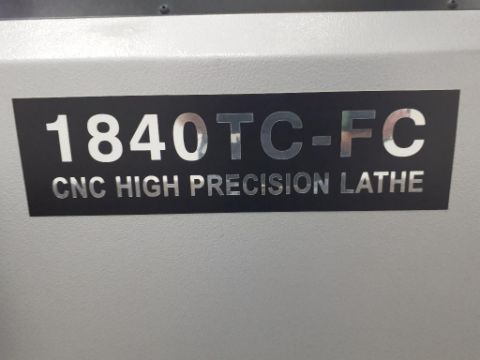 1840TC-FC
CNC HIGH PRECISION LATHE